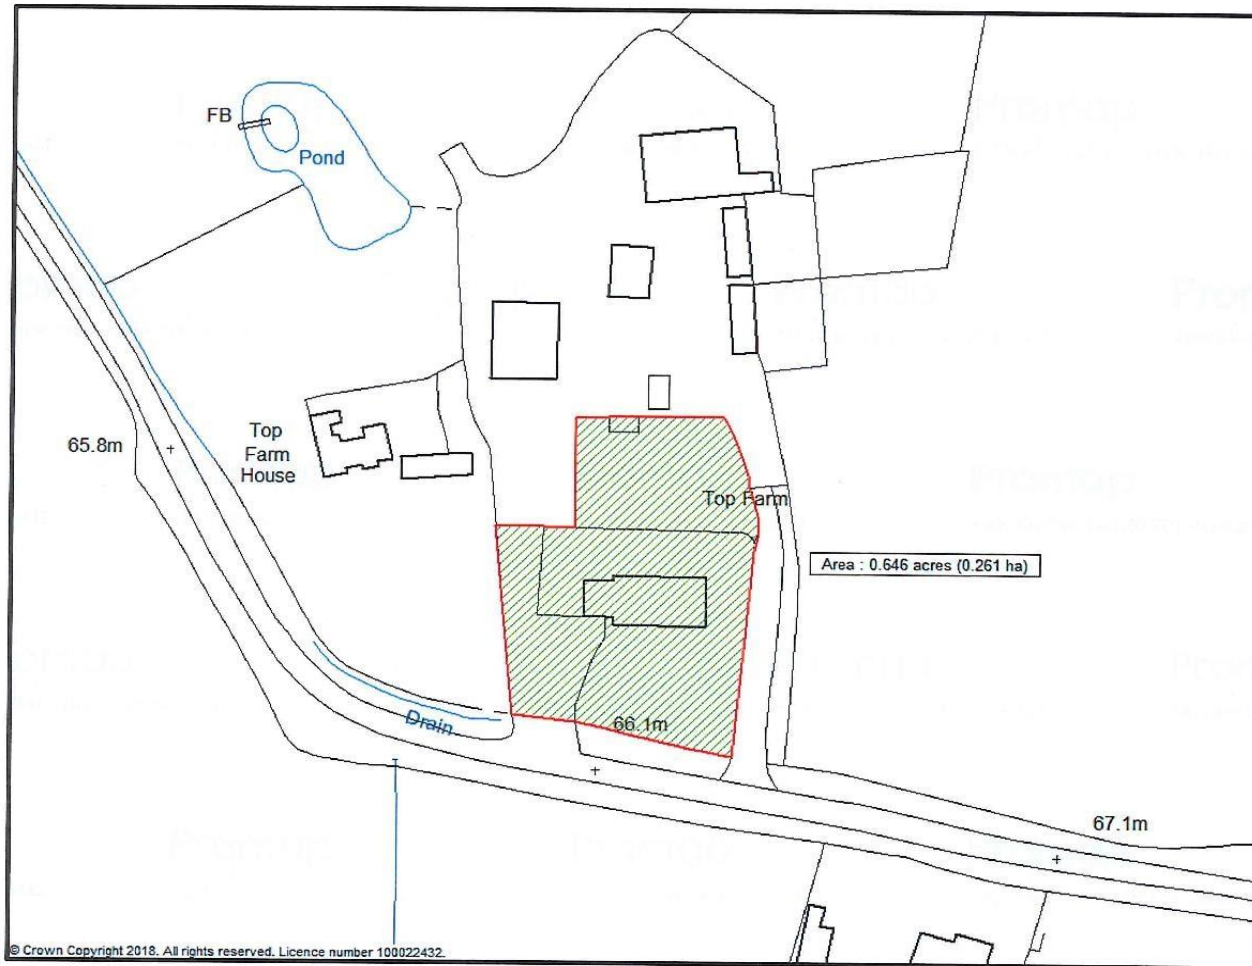 FB
Pond
65.8m
Top
Farm
House
Top Farm
Area : 0.646 acres (0.261 ha)
66.1m
Drain
67.1m
© Crown Copyright 2018. All rights reserved. Licence number 100022432.